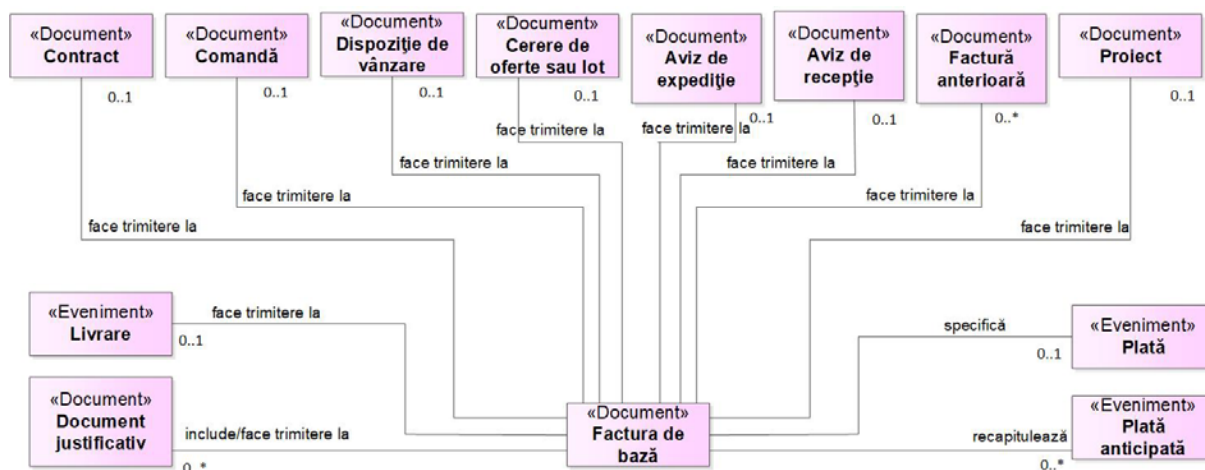 «Document»
Contract
0..1
«Document»
Comandă
0..1
«Document»
Dispoziţie de
vânzare
0..1
«Document»
Cerere de
oferte sau lot
0..1
«Document»
Aviz de
expediţie
0..1
«Document»
Aviz de
recepţie
0..1
«Document»
Factură
anterioară
0..*
«Document»
Proiect
0..1
face trimitere la
face trimitere la
face trimitere la
face trimitere la
face trimitere la
face trimitere la
face trimitere la
face trimitere la
«Eveniment»
Livrare
0..1
face trimitere la
specifică
«Eveniment»
Plată
0..1
«Document»
Document
justificativ
0..*
include/face trimitere la
«Document»
Factura de
bază
recapitulează
«Eveniment»
Plată
anticipată
0..*